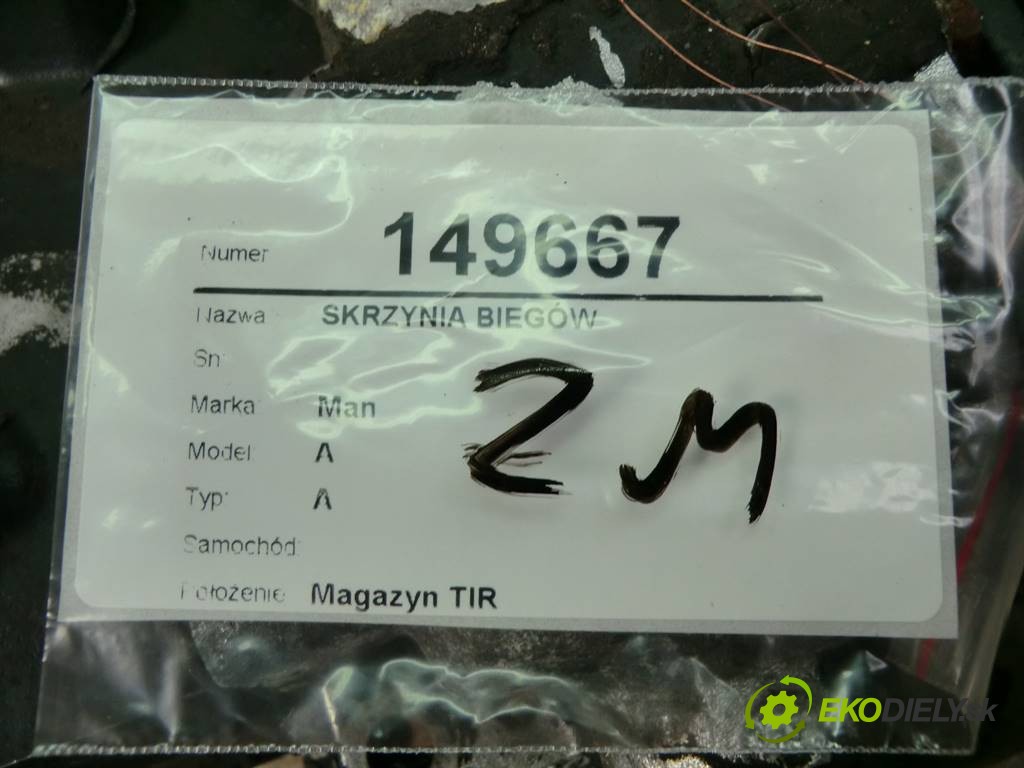 Numer 149667
Nazwa SKRZYNIA BIEGÓW
Sn:
Marka Man
Model A
Typ: A
ZM
Samochód:
Położenie Magazyn TIR
EKODIELY.sk